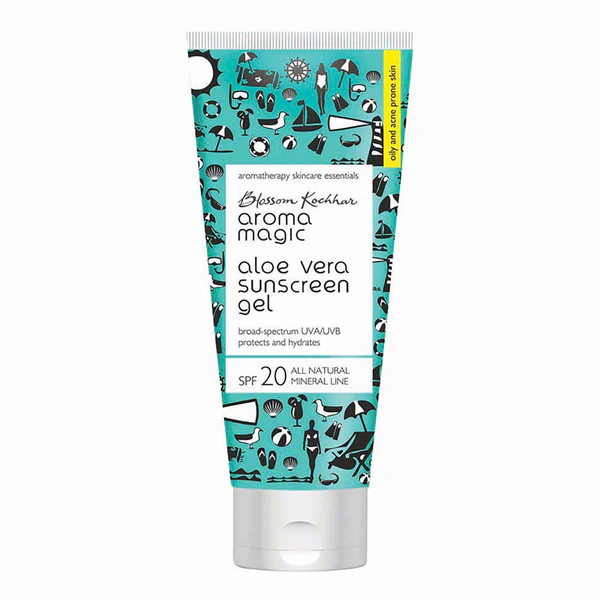 oily and acne prone skin
aromatherapy skincare essentials
Blossom Kochhar
aroma
magic
aloe vera
sunscreen
gel
broad-spectrum UVA/UVB
protects and hydrates
SPF 20 ALL NATURAL
MINERAL LINE